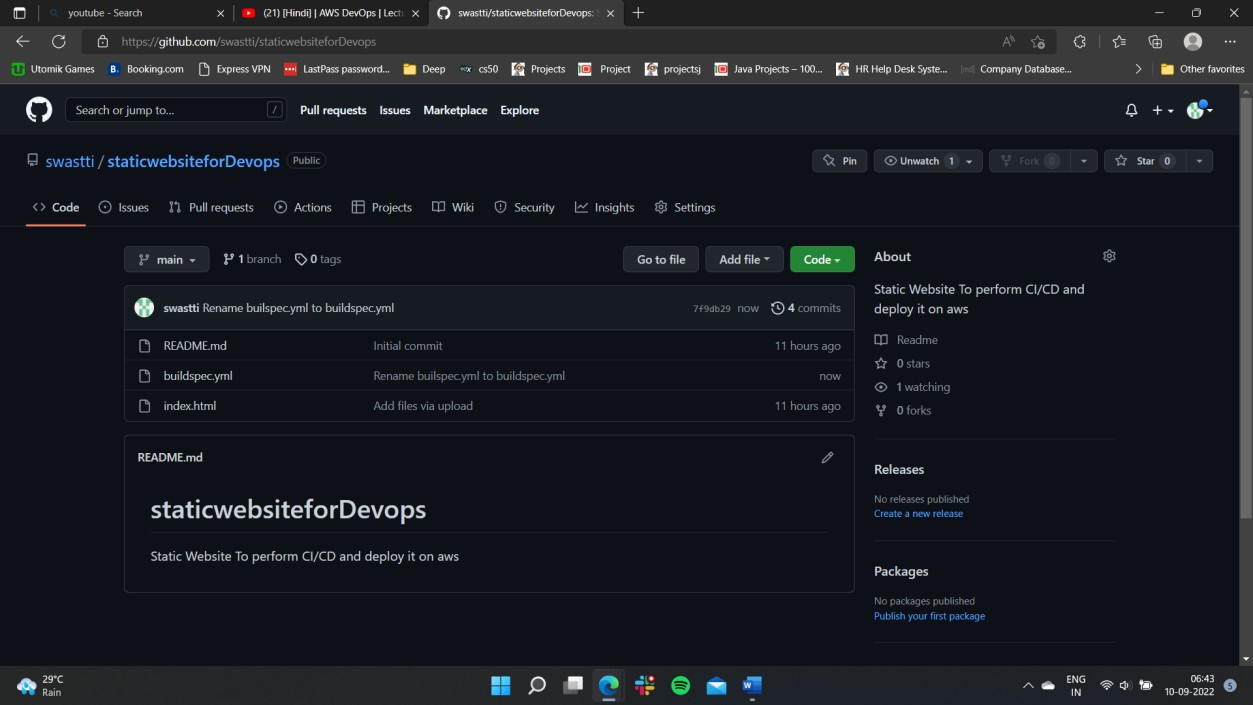 youtube - Search
(21) [Hindi] | AWS DevOps | Lect
swastti/staticwebsiteforDevops: S
https://github.com/swastti/staticwebsiteforDevops
Utomik Games
Booking.com
Express VPN
LastPass password...
Deep
cs50
Projects
Project
projectsj
Java Projects – 100...
HR Help Desk Syste...
Company Database...
Other favorites
Search or jump to...
/
Pull requests
Issues
Marketplace
Explore
swastti / staticwebsiteforDevops
Public
Pin
Unwatch 1
Fork 0
Star 0
Code
Issues
Pull requests
Actions
Projects
Wiki
Security
Insights
Settings
main
1 branch
0 tags
Go to file
Add file
Code
swastti Rename builspec.yml to buildspec.yml
7f9db29 now
4 commits
README.md Initial commit 11 hours ago
buildspec.yml Rename builspec.yml to buildspec.yml now
index.html Add files via upload 11 hours ago
README.md
staticwebsiteforDevops
Static Website To perform CI/CD and deploy it on aws
About
Static Website To perform CI/CD and
deploy it on aws
Readme
0 stars
1 watching
0 forks
Releases
No releases published
Create a new release
Packages
No packages published
Publish your first package
29°C
Rain
ENG
IN
06:43
10-09-2022
5